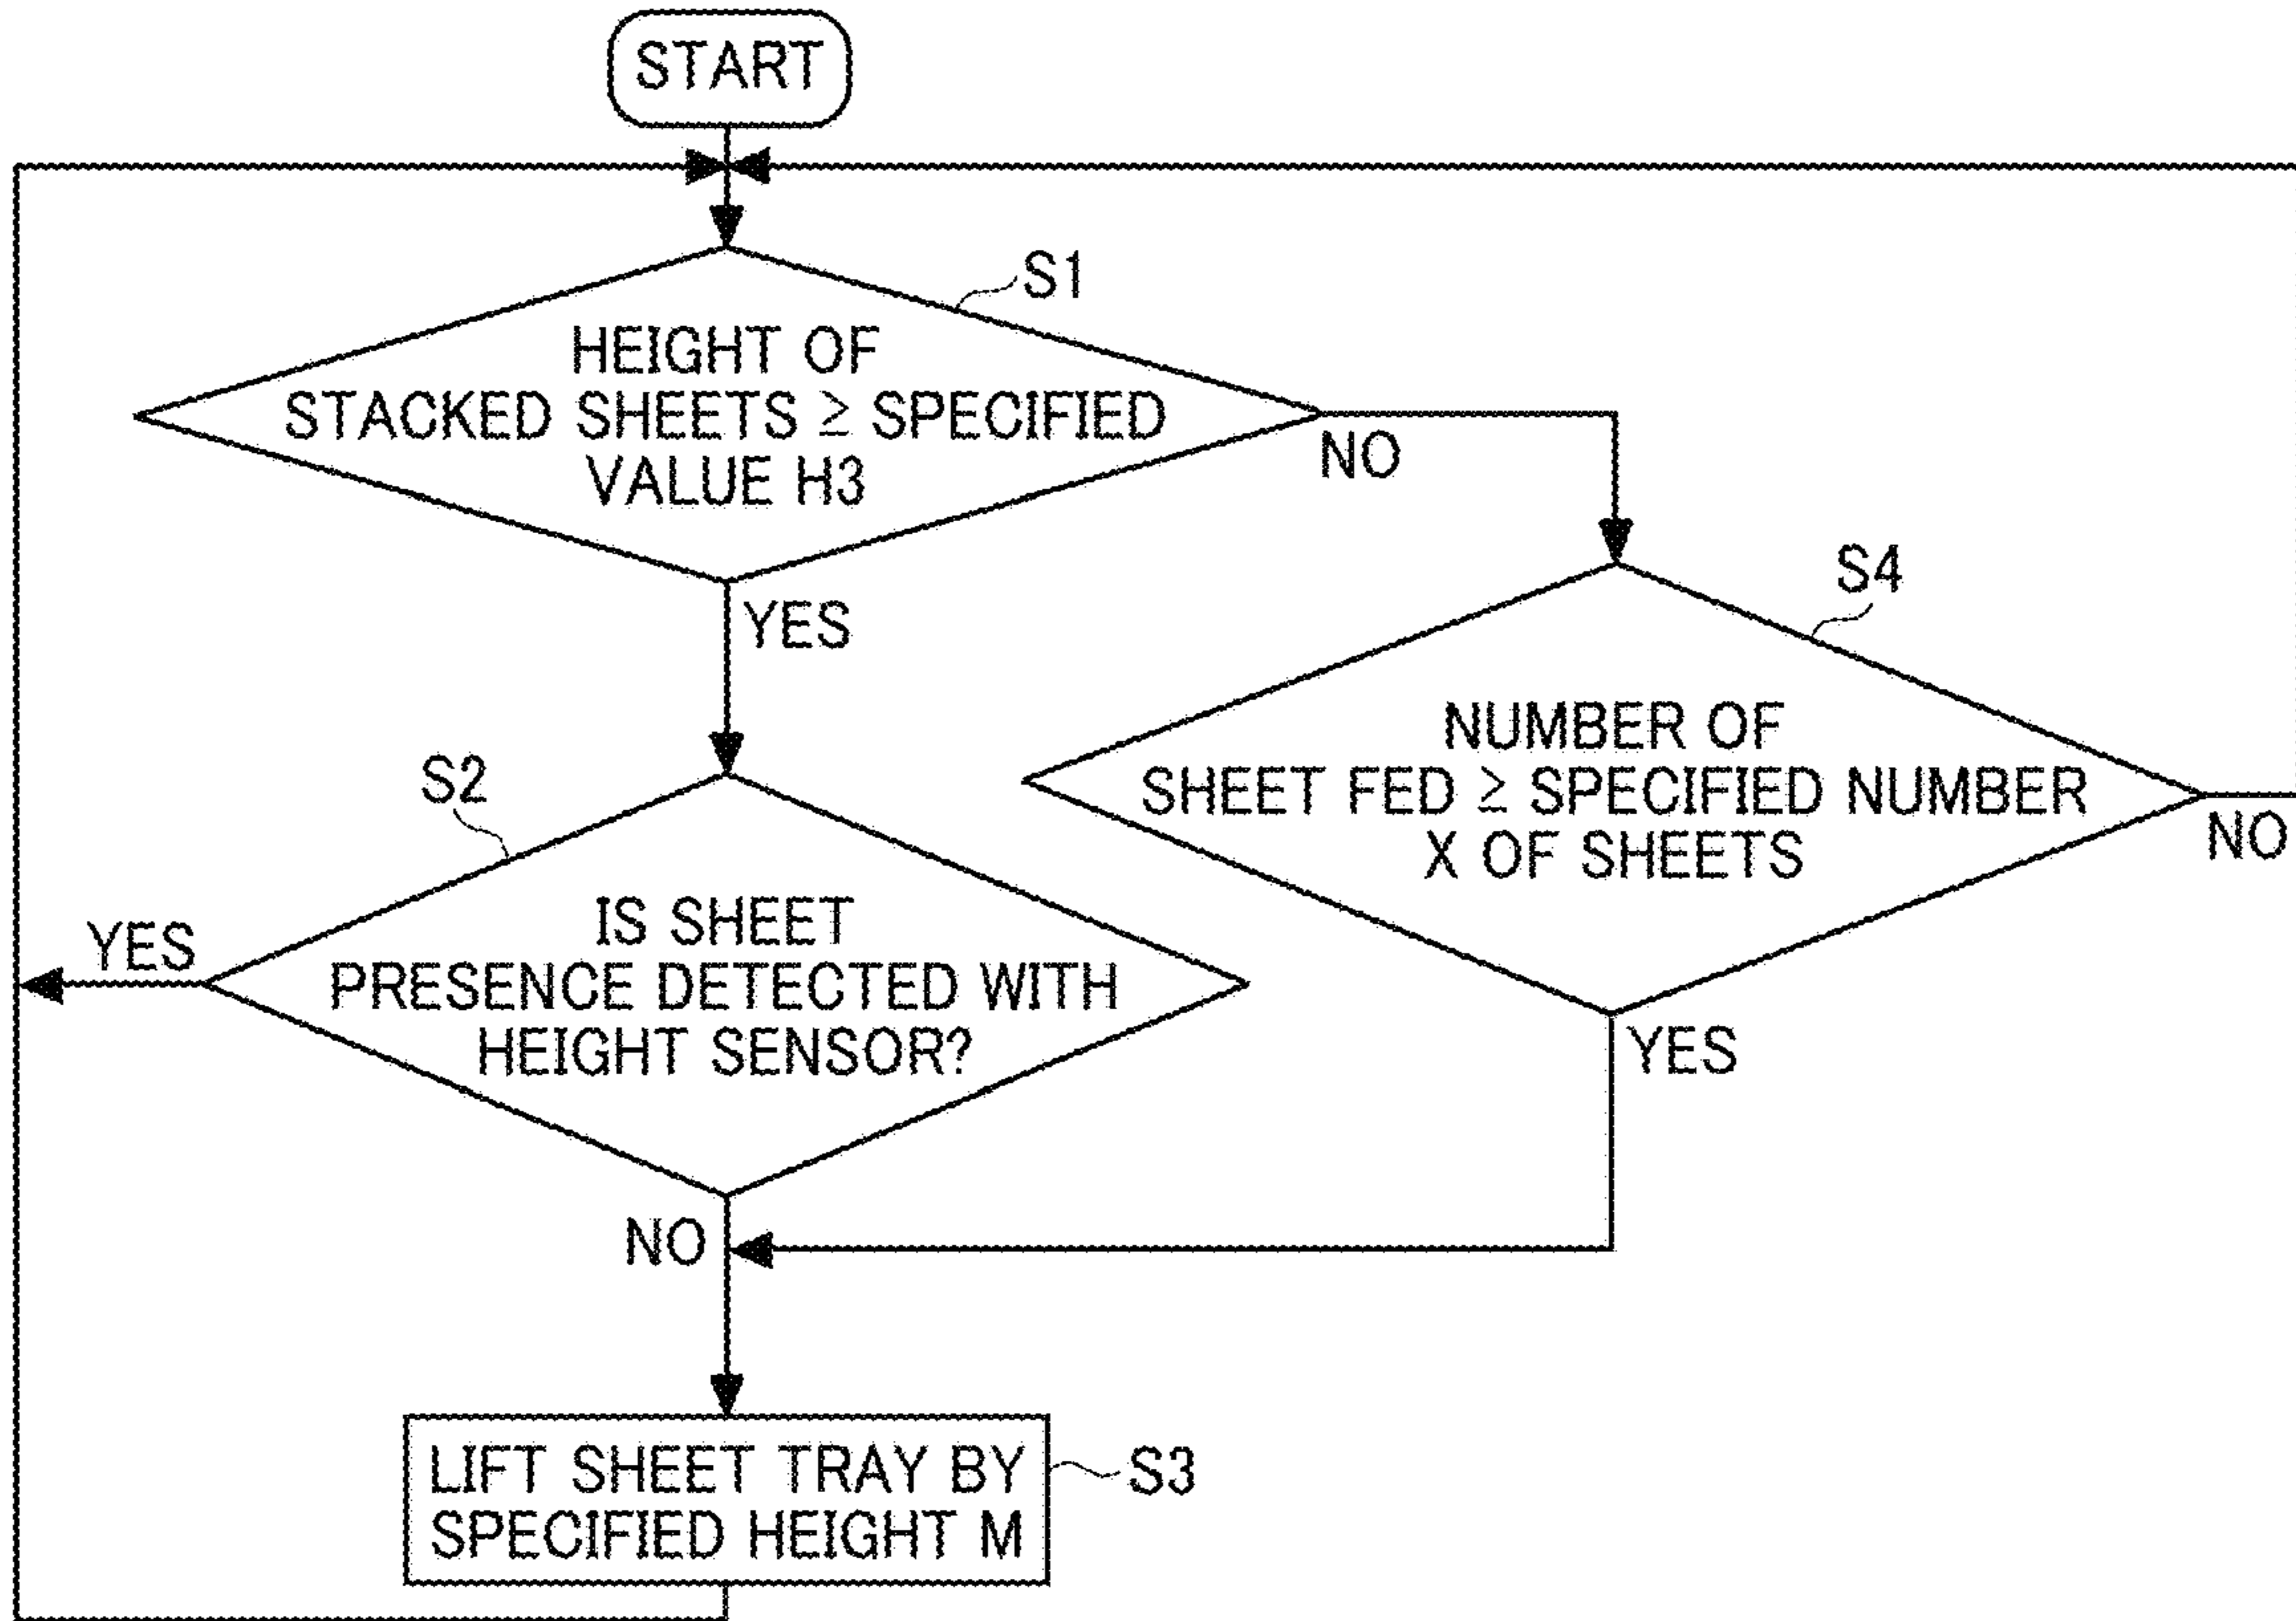 START
S1
HEIGHT OF
STACKED SHEETS ≥ SPECIFIED
VALUE H3
NO
YES
S4
NUMBER OF
SHEET FED ≥ SPECIFIED NUMBER
X OF SHEETS
NO
YES
S2
IS SHEET
PRESENCE DETECTED WITH
HEIGHT SENSOR?
YES
NO
LIFT SHEET TRAY BY
SPECIFIED HEIGHT M
S3